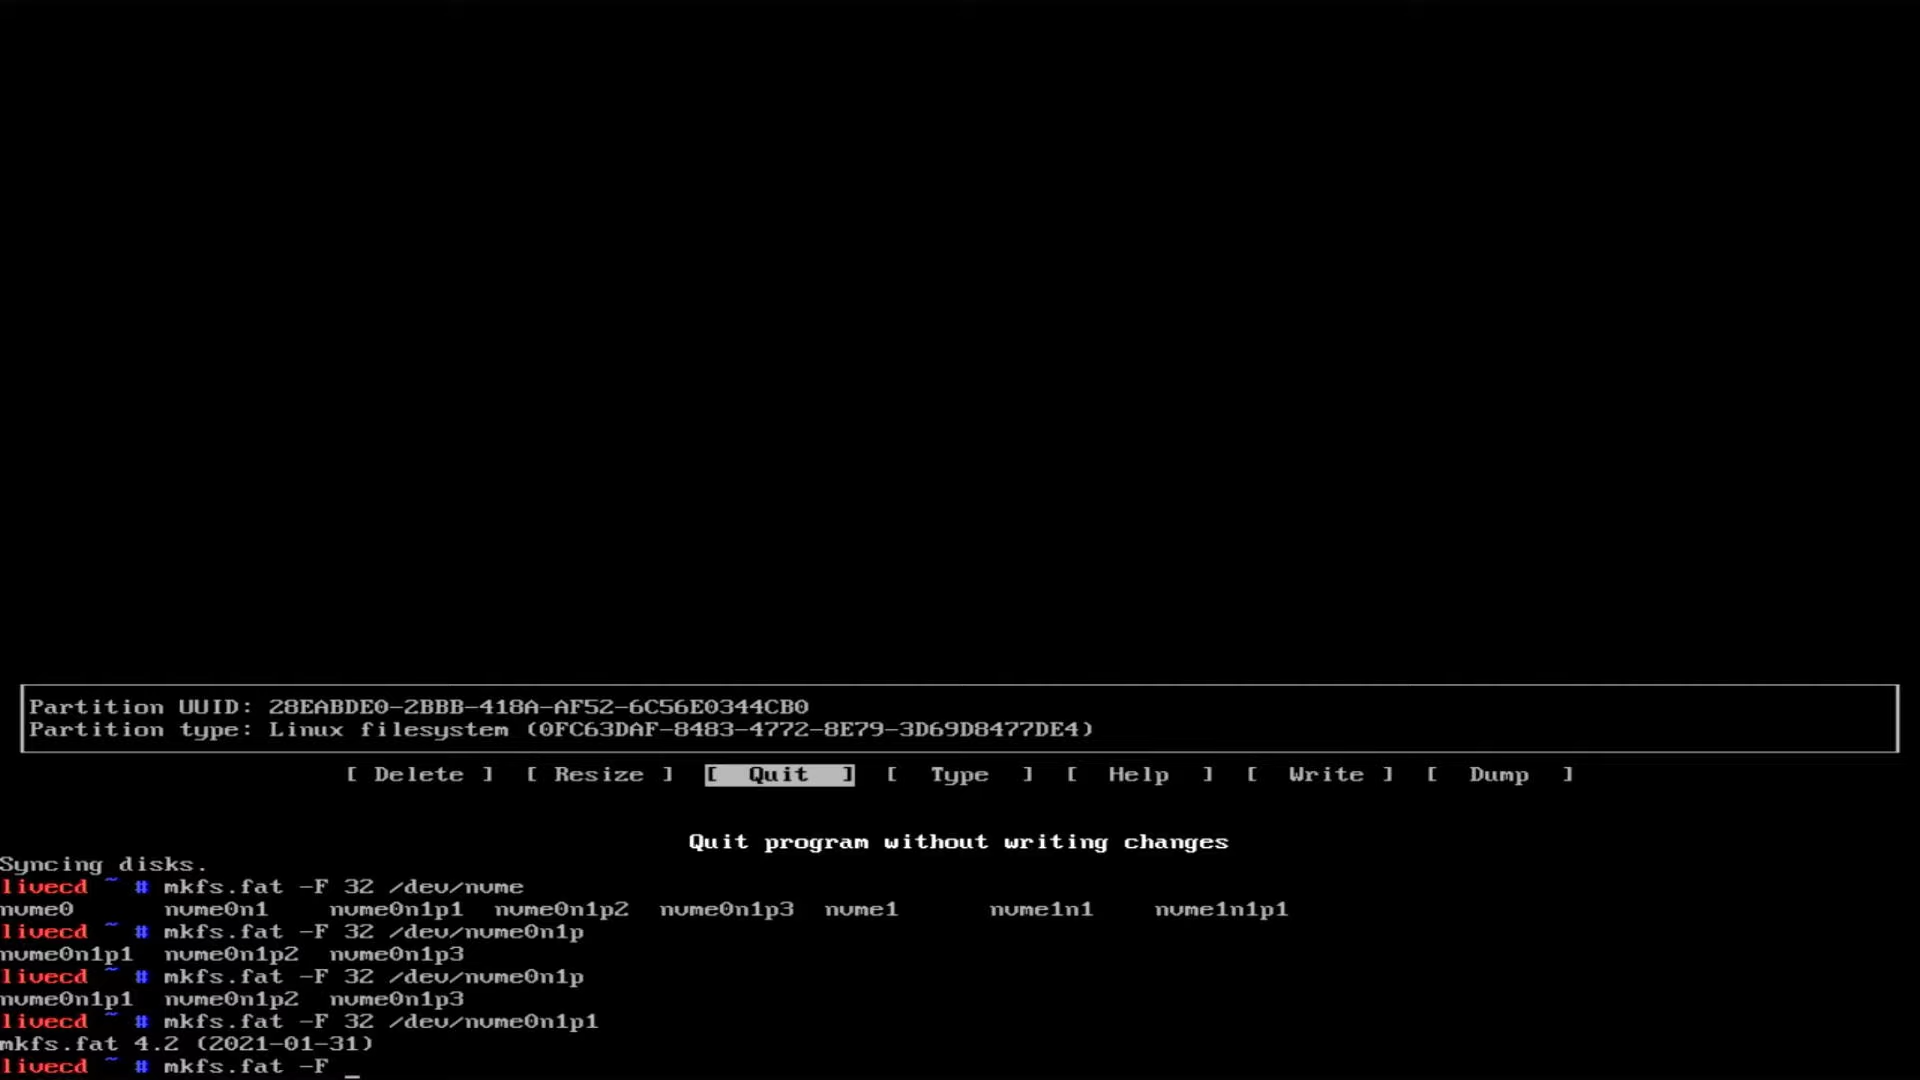 Partition UUID: 28EABDE0-2BBB-418A-AF52-6C56E0344CB0
Partition type: Linux filesystem (0FC63DAF-8483-4772-8E79-3D69D8477DE4)
[ Delete ] [ Resize ] [ Quit ] [ Type ] [ Help ] [ Write ] [ Dump ]
Quit program without writing changes
Syncing disks.
livecd ~ # mkfs.fat -F 32 /dev/nvme
nvme0 nvme0n1 nvme0n1p1 nvme0n1p2 nvme0n1p3 nvme1 nvme1n1 nvme1n1p1
livecd ~ # mkfs.fat -F 32 /dev/nvme0n1p
nvme0n1p1 nvme0n1p2 nvme0n1p3
livecd ~ # mkfs.fat -F 32 /dev/nvme0n1p
nvme0n1p1 nvme0n1p2 nvme0n1p3
livecd ~ # mkfs.fat -F 32 /dev/nvme0n1p1
mkfs.fat 4.2 (2021-01-31)
livecd ~ # mkfs.fat -F _